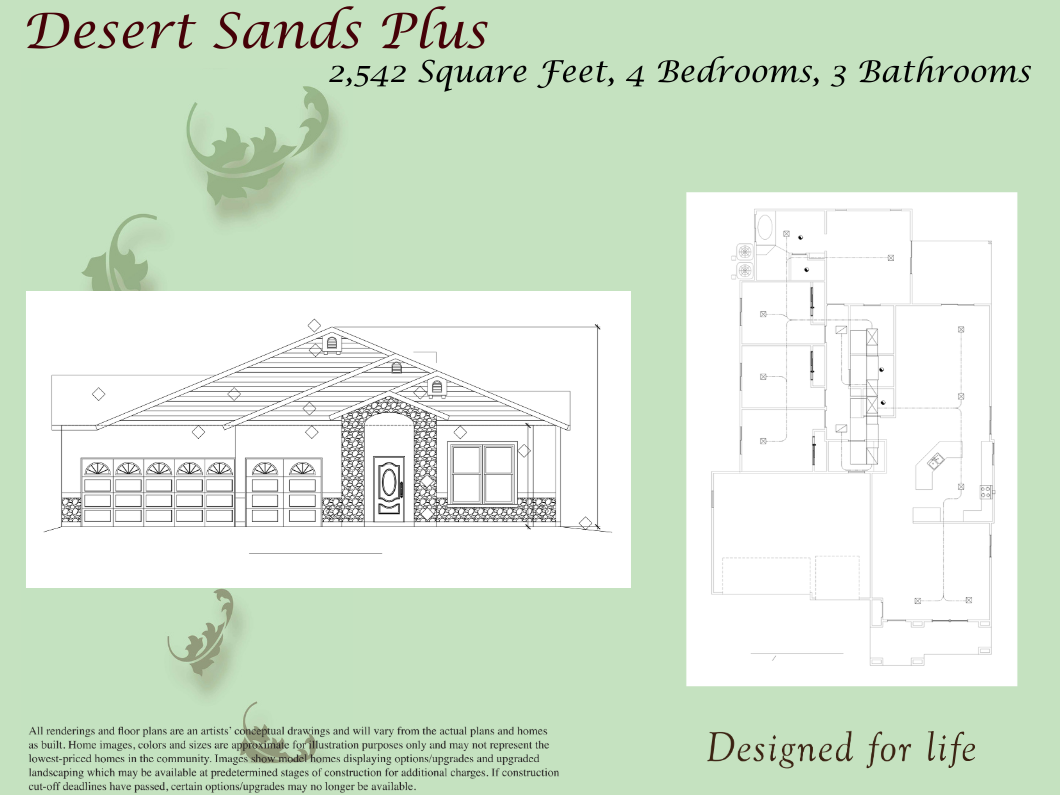 Desert Sands Plus
2,542 Square Feet, 4 Bedrooms, 3 Bathrooms
All renderings and floor plans are an artists’ conceptual drawings and will vary from the actual plans and homes
as built. Home images, colors and sizes are approximate for illustration purposes only and may not represent the
lowest-priced homes in the community. Images show model homes displaying options/upgrades and upgraded
landscaping which may be available at predetermined stages of construction for additional charges. If construction
cut-off deadlines have passed, certain options/upgrades may no longer be available.
Designed for life